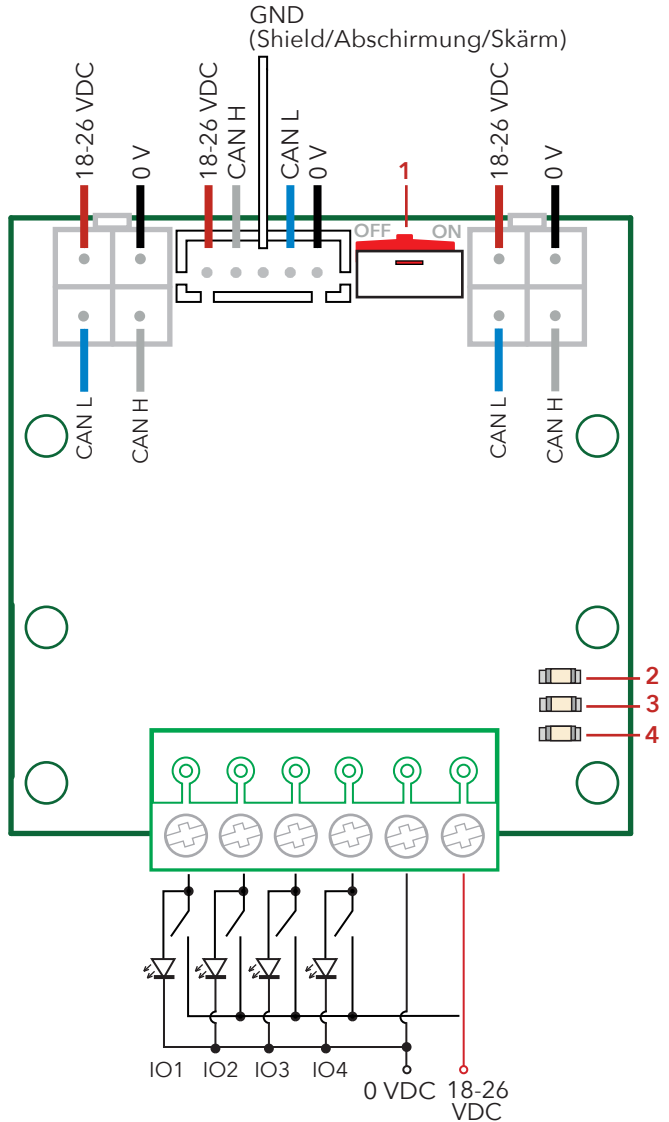 GND
(Shield/Abschirmung/Skärm)
18-26 VDC
0 V
18-26 VDC
CAN H
CAN L
0 V
1
18-26 VDC
0 V
OFF
ON
CAN L
CAN H
CAN L
CAN H
2
3
4
IO1
IO2
IO3
IO4
0 VDC
18-26
VDC